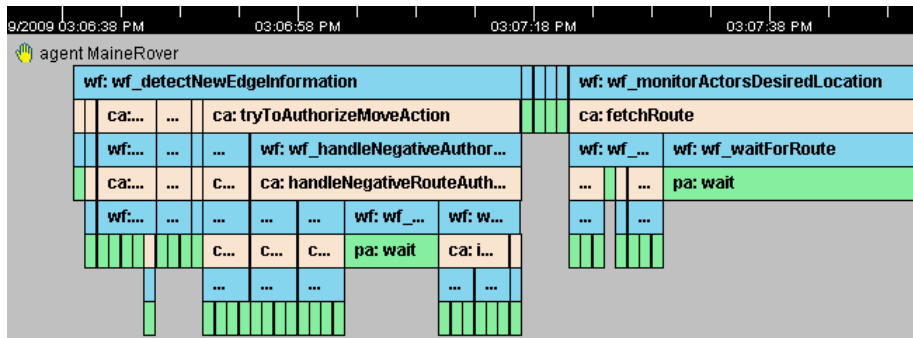 9/2009 03:06:38 PM 03:06:58 PM 03:07:18 PM 03:07:38 PM
agent MaineRover
wf: wf_detectNewEdgeInformation wf: wf_monitorActorsDesiredLocation
ca:... ... ca: tryToAuthorizeMoveAction ca: fetchRoute
wf:... ... ... wf: wf_handleNegativeAuthor... wf: wf_... wf: wf_waitForRoute
ca:... ... c... ca: handleNegativeRouteAuth... ... ... pa: wait
wf:... ... ... ... ... wf: wf_... wf: w... ... ...
c... c... c... pa: wait ca: i...
... ... ... ... ...